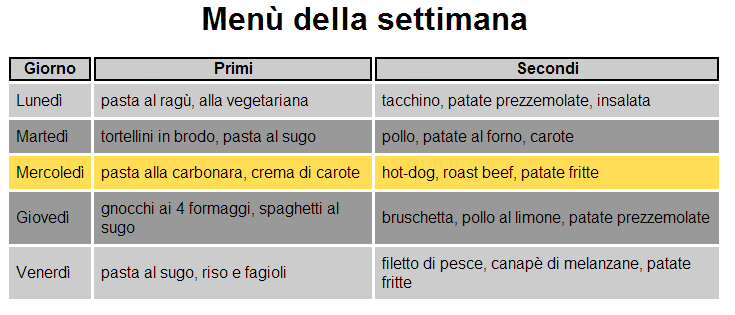 Menù della settimana
Giorno Primi Secondi
Lunedì pasta al ragù, alla vegetariana tacchino, patate prezzemolate, insalata
Martedì tortellini in brodo, pasta al sugo pollo, patate al forno, carote
Mercoledì pasta alla carbonara, crema di carote hot-dog, roast beef, patate fritte
Giovedì gnocchi ai 4 formaggi, spaghetti al
sugo bruschetta, pollo al limone, patate prezzemolate
Venerdì pasta al sugo, riso e fagioli filetto di pesce, canapè di melanzane, patate
fritte